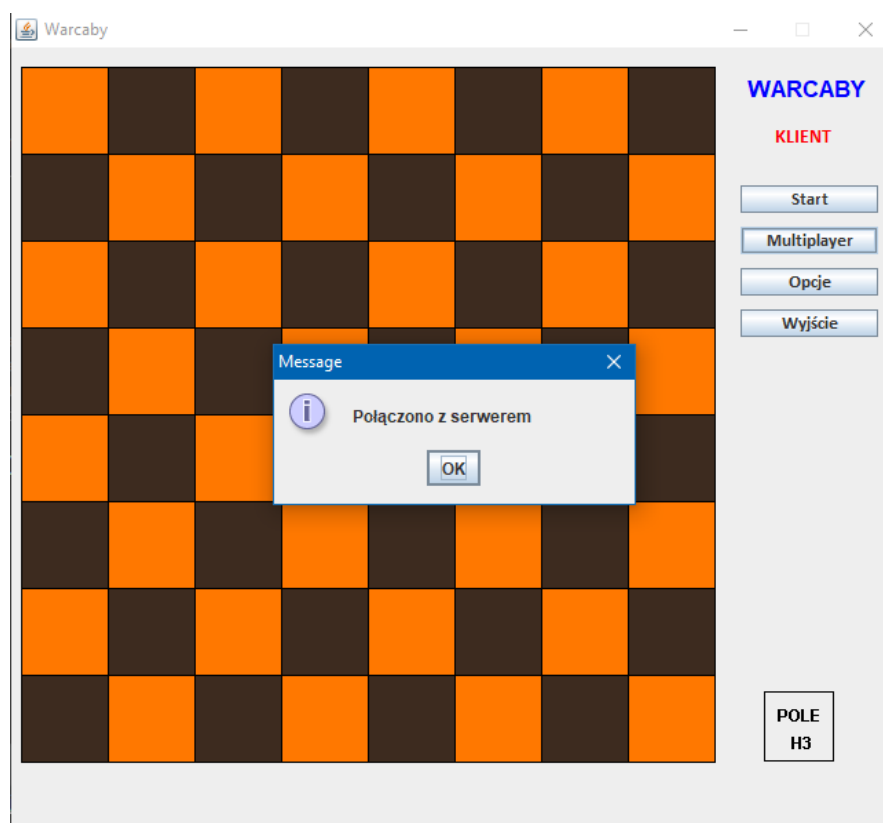 Warcaby
WARCABY
KLIENT
Start
Multiplayer
Opcje
Wyjście
Message
Połączono z serwerem
OK
POLE
H3